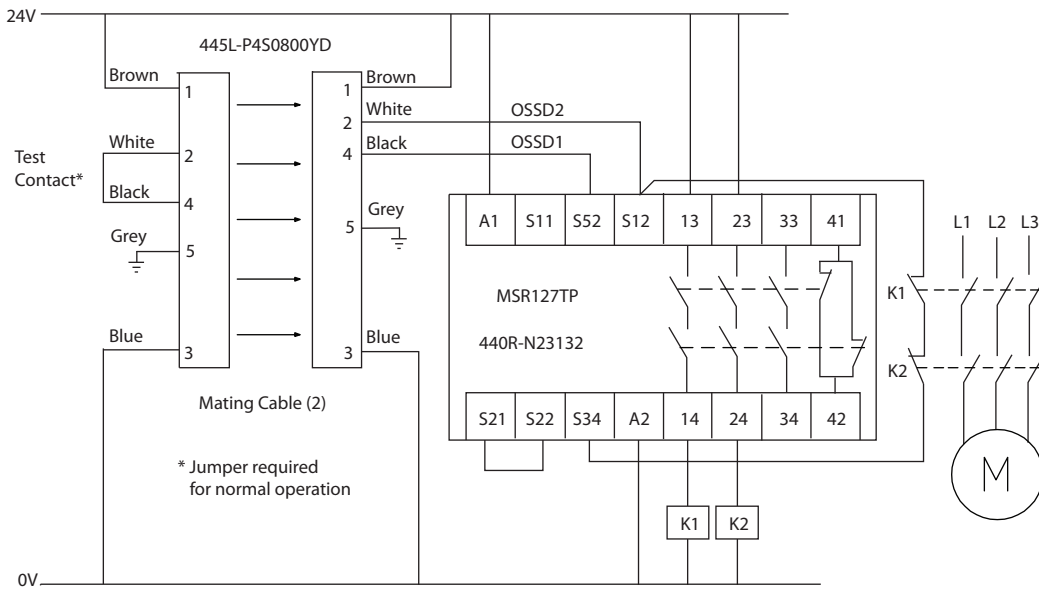 24V
445L-P4S0800YD
Brown
1
Brown
1
White
2
OSSD2
White
2
Black
4
OSSD1
Test
Contact*
Black
4
Grey
5
Grey
5
Blue
3
Blue
3
Mating Cable (2)
* Jumper required
for normal operation
A1 S11 S52 S12 13 23 33 41
MSR127TP
440R-N23132
S21 S22 S34 A2 14 24 34 42
K1 K2
L1 L2 L3
K1
K2
M
0V